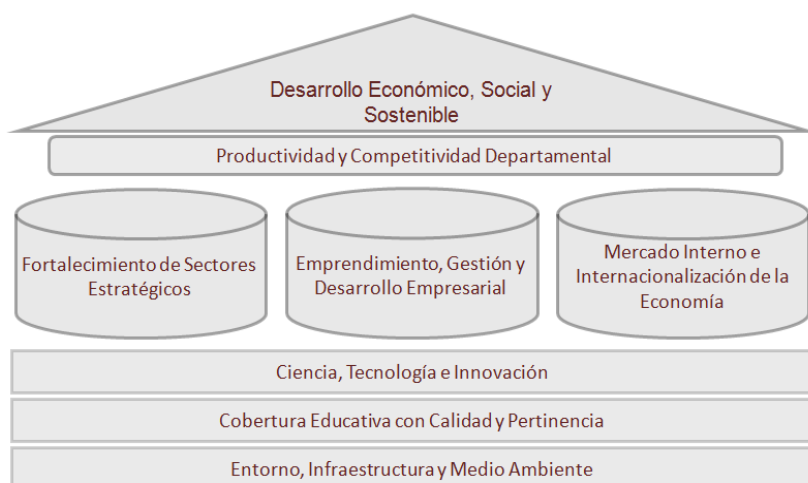 Desarrollo Económico, Social y
Sostenible
Productividad y Competitividad Departamental
Fortalecimiento de Sectores
Estratégicos
Emprendimiento, Gestión y
Desarrollo Empresarial
Mercado Interno e
Internacionalización de la
Economía
Ciencia, Tecnología e Innovación
Cobertura Educativa con Calidad y Pertinencia
Entorno, Infraestructura y Medio Ambiente